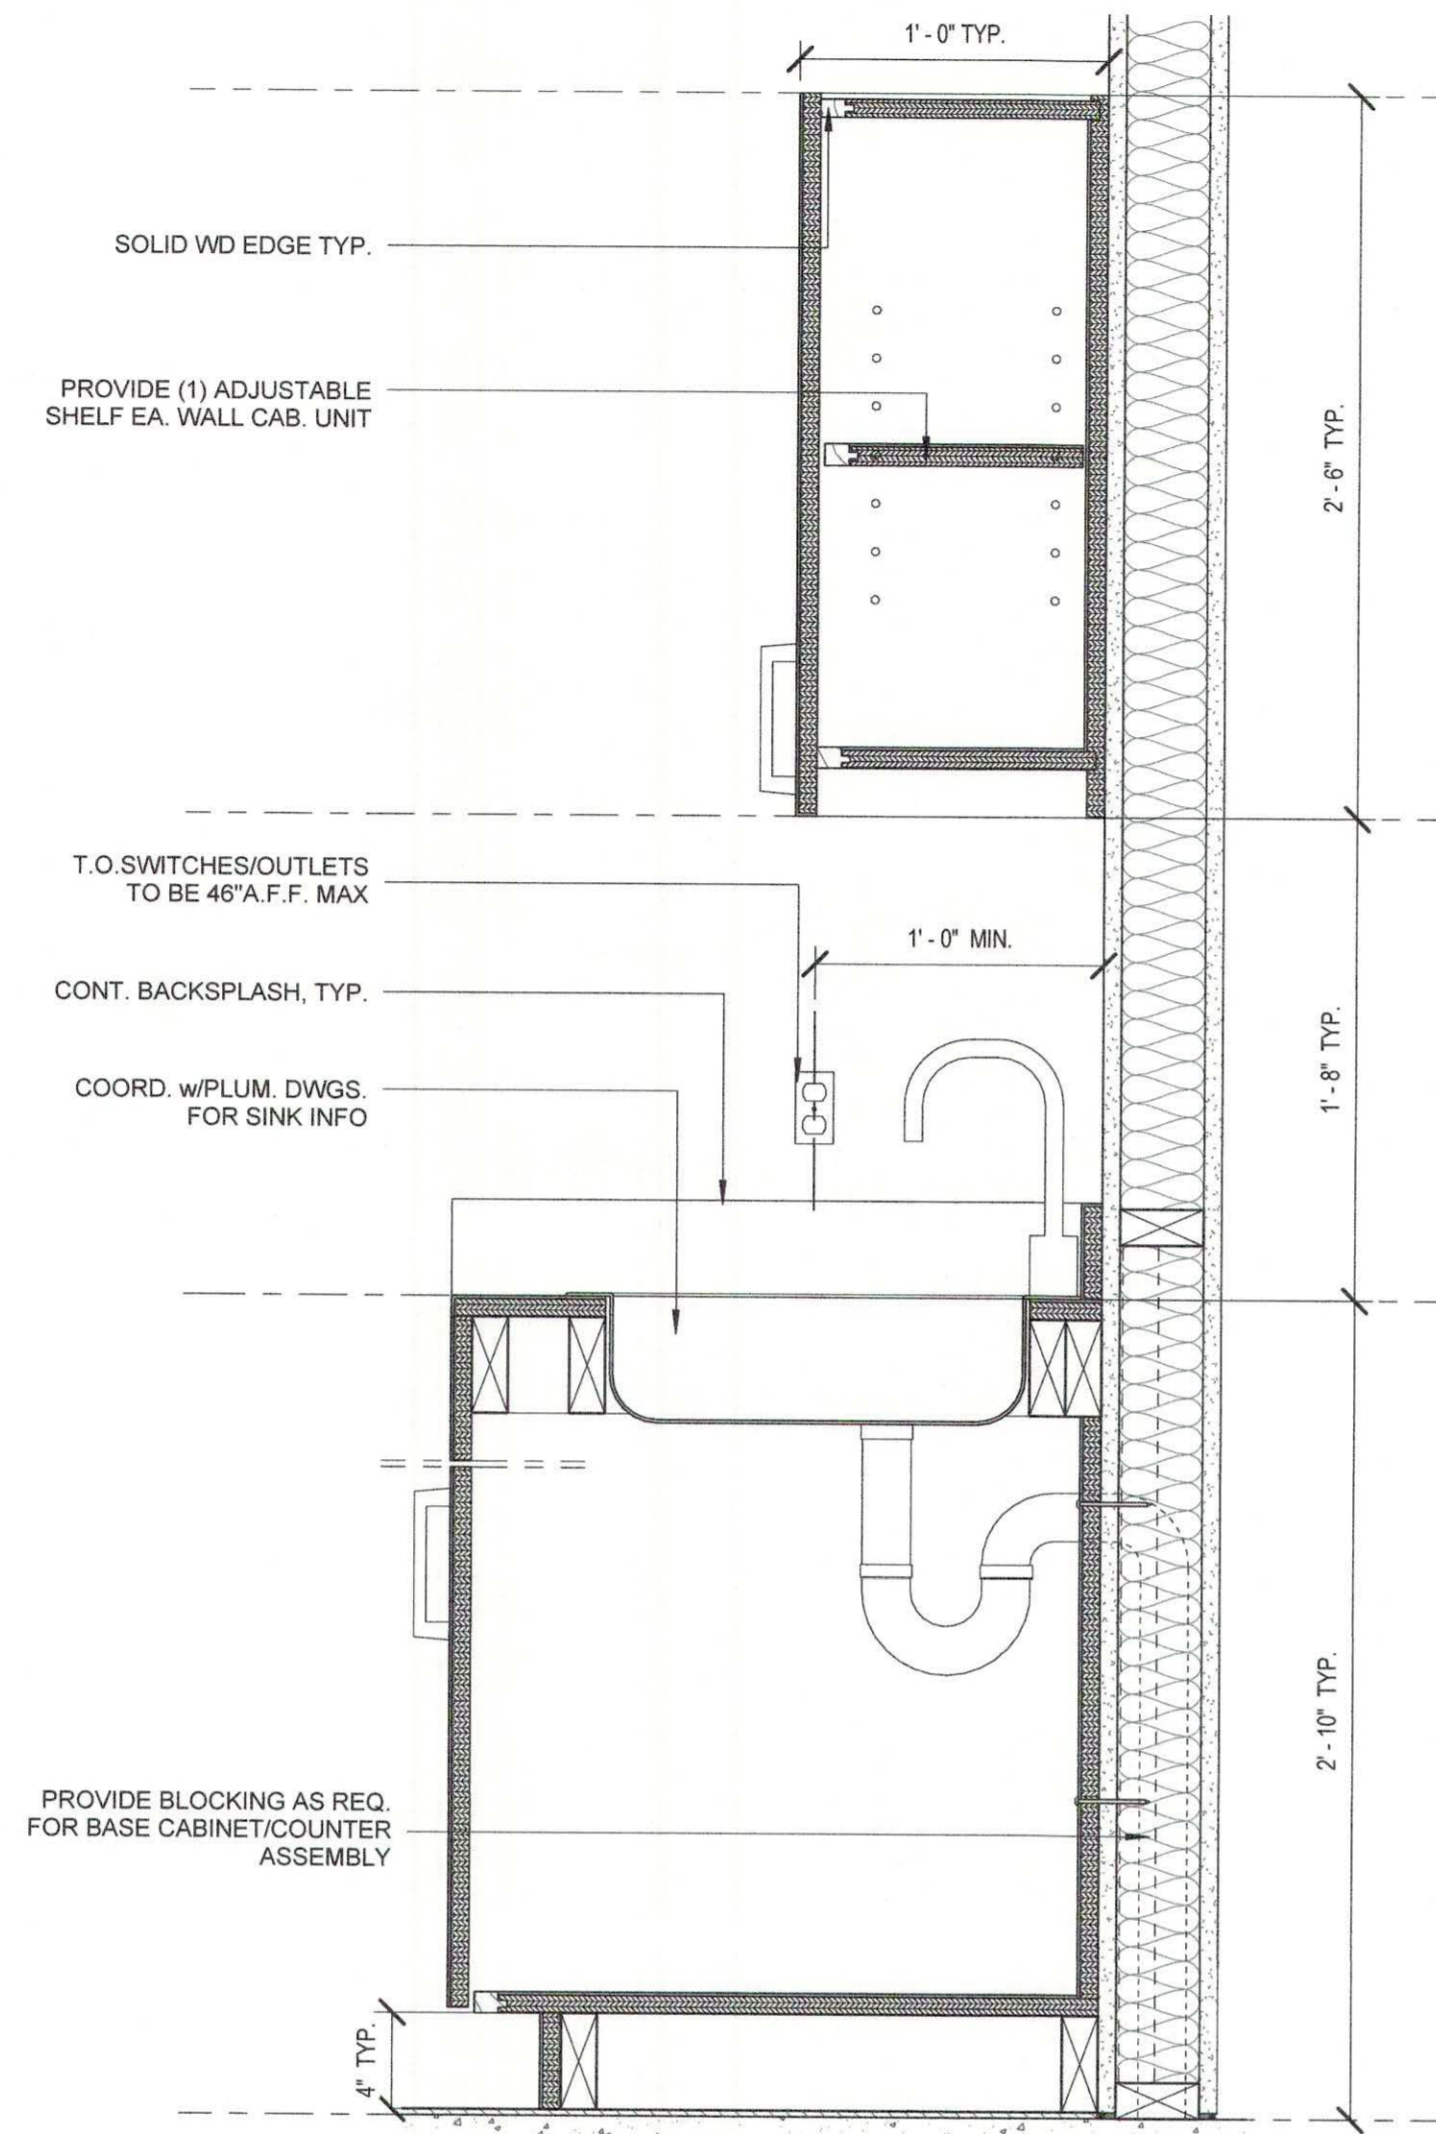 1' - 0" TYP.
SOLID WD EDGE TYP.
PROVIDE (1) ADJUSTABLE
SHELF EA. WALL CAB. UNIT
2' - 6" TYP.
T.O.SWITCHES/OUTLETS
TO BE 46"A.F.F. MAX
1' - 0" MIN.
CONT. BACKSPLASH, TYP.
COORD. w/PLUM. DWGS.
FOR SINK INFO
1' - 8" TYP.
2' - 10" TYP.
PROVIDE BLOCKING AS REQ.
FOR BASE CABINET/COUNTER
ASSEMBLY
4" TYP.